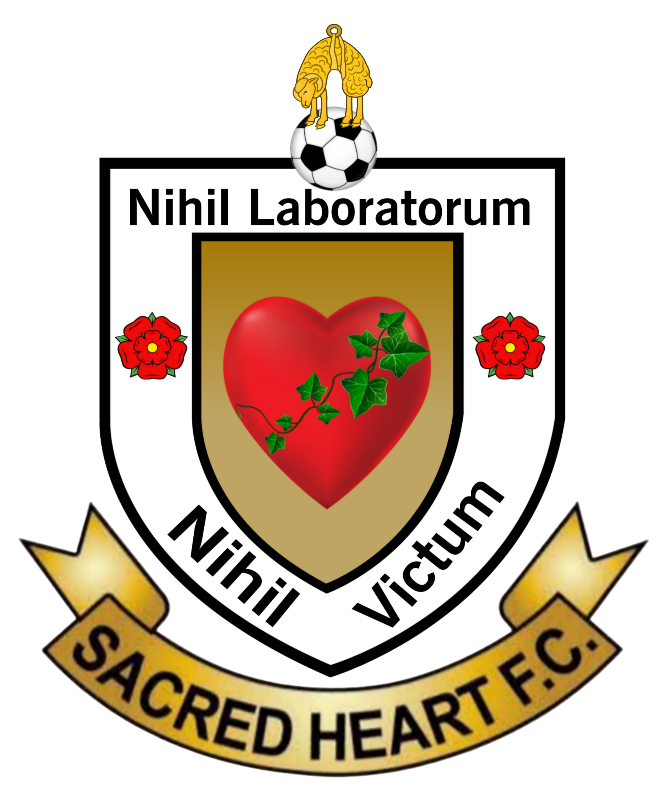 Nihil Laboratorum
Nihil Victum
SACRED HEART F.C.